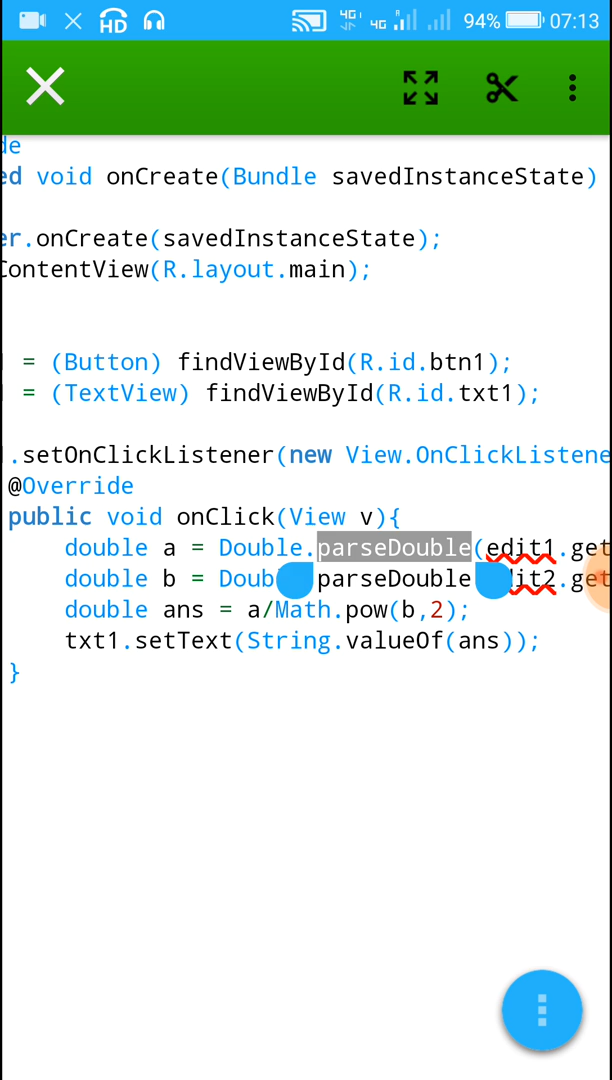 HD 4G 4G R 94% 07:13
de
ed void onCreate(Bundle savedInstanceState)
er.onCreate(savedInstanceState);
ContentView(R.layout.main);
= (Button) findViewById(R.id.btn1);
= (TextView) findViewById(R.id.txt1);
.setOnClickListener(new View.OnClickListene
@Override
public void onClick(View v){
double a = Double.parseDouble(edit1.get
double b = Doub parseDouble dit2.get
double ans = a/Math.pow(b,2);
txt1.setText(String.valueOf(ans));
}